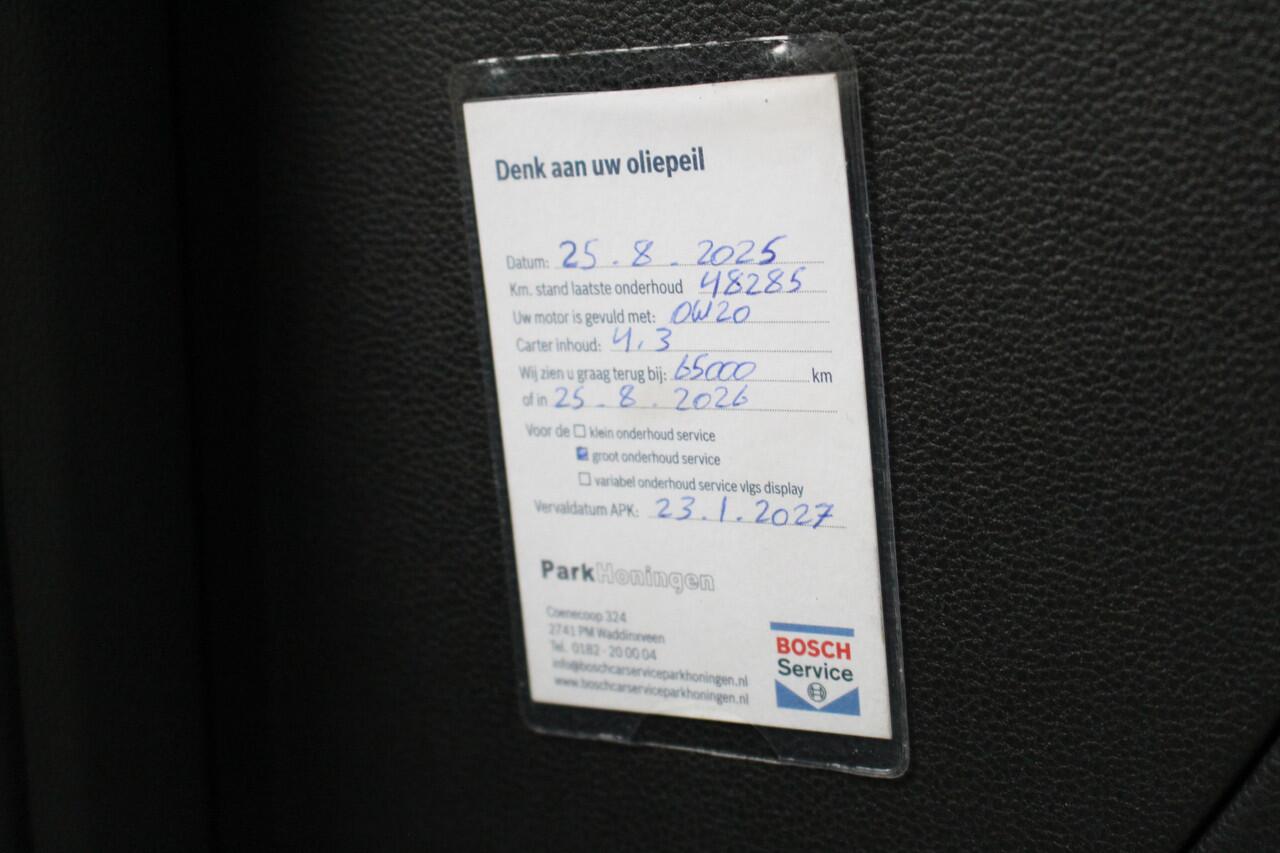 Denk aan uw oliepeil
Datum: 25.8.2025
Km. stand laatste onderhoud 48285
Uw motor is gevuld met: 0W20
Carter inhoud: 4,3
Wij zien u graag terug bij: 65000 km
of in 25.8.2026
Voor de klein onderhoud service
groot onderhoud service
variabel onderhoud service vlgs display
Vervaldatum APK: 23.1.2027
ParkHoningen
Coenecoop 324
2741 PM Waddinxveen
Tel. 0182 - 20 00 04
info@boschcarserviceparkhoningen.nl
www.boschcarserviceparkhoningen.nl
BOSCH
Service